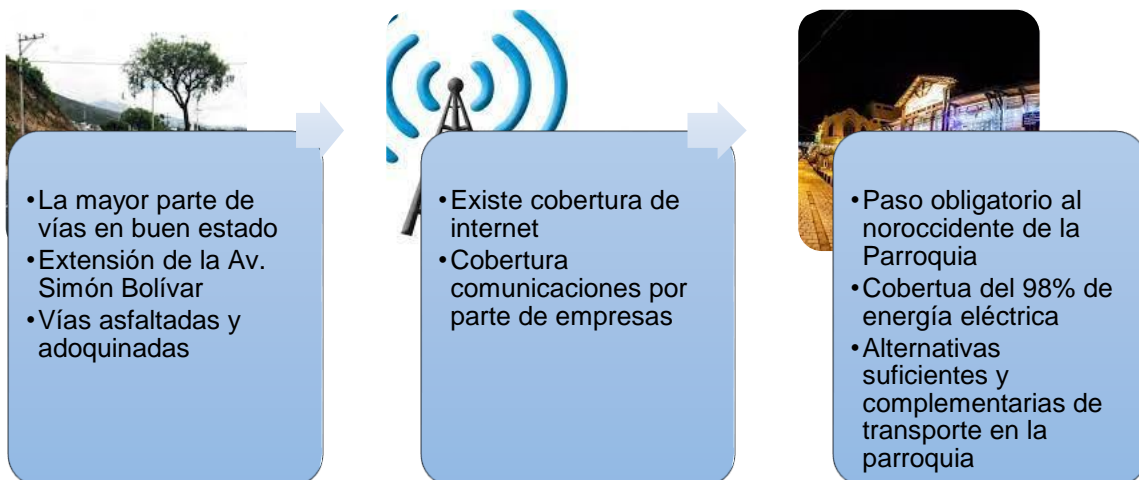 •La mayor parte de
vías en buen estado
•Extensión de la Av.
Simón Bolívar
•Vías asfaltadas y
adoquinadas
•Existe cobertura de
internet
•Cobertura
comunicaciones por
parte de empresas
•Paso obligatorio al
noroccidente de la
Parroquia
•Cobertua del 98% de
energía eléctrica
•Alternativas
suficientes y
complementarias de
transporte en la
parroquia